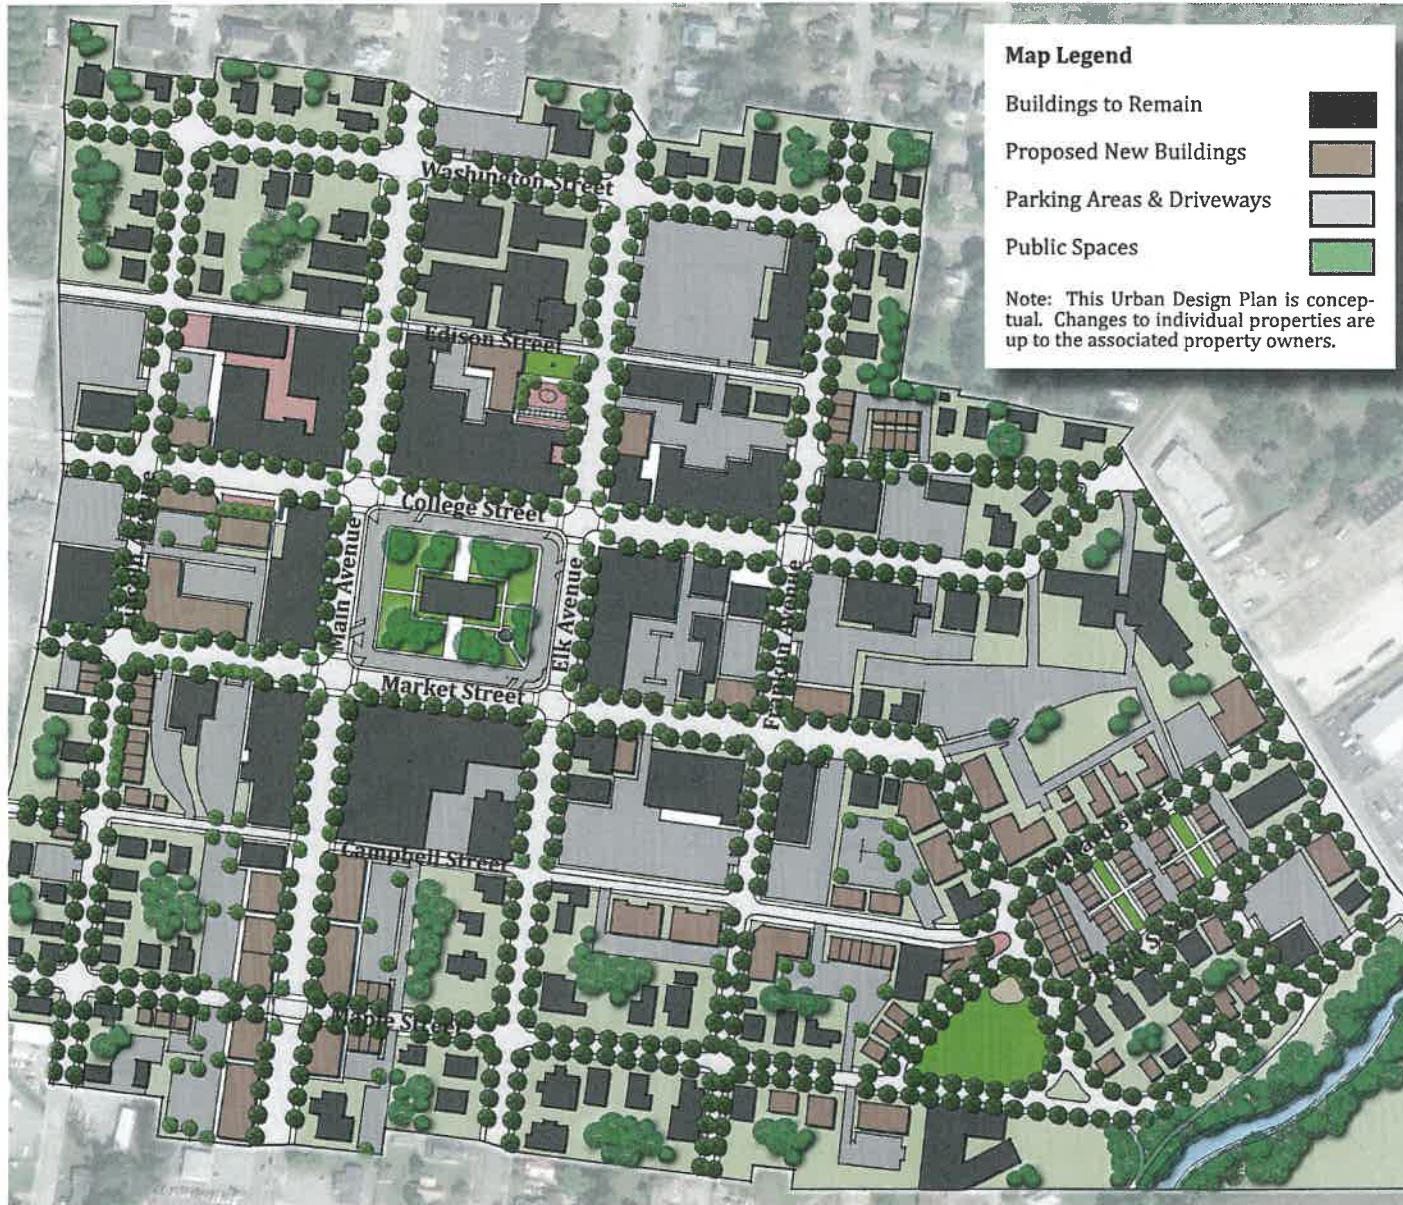 Map Legend
Buildings to Remain
Proposed New Buildings
Parking Areas & Driveways
Public Spaces
Note: This Urban Design Plan is concep-
tual. Changes to individual properties are
up to the associated property owners.
Washington Street
Edison Street
College Street
Main Avenue
Elk Avenue
Franklin Avenue
Market Street
Campbell Street
Maple Street